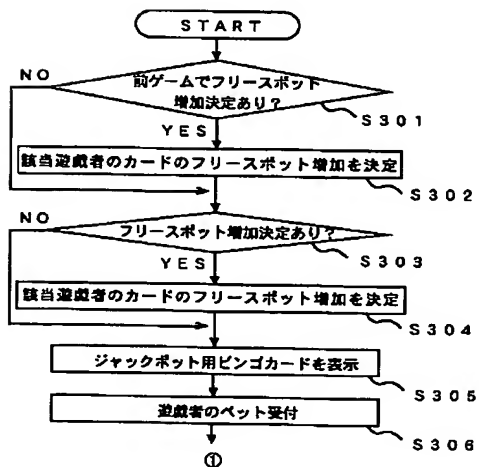 START
NO
前ゲームでフリースポット
増加決定あり?
S301
YES
該当遊戯者のカードのフリースポット増加を決定
S302
NO
フリースポット増加決定あり?
S303
YES
該当遊戯者のカードのフリースポット増加を決定
S304
ジャックポット用ビンゴカードを表示
S305
遊戯者のベット受付
S306
①